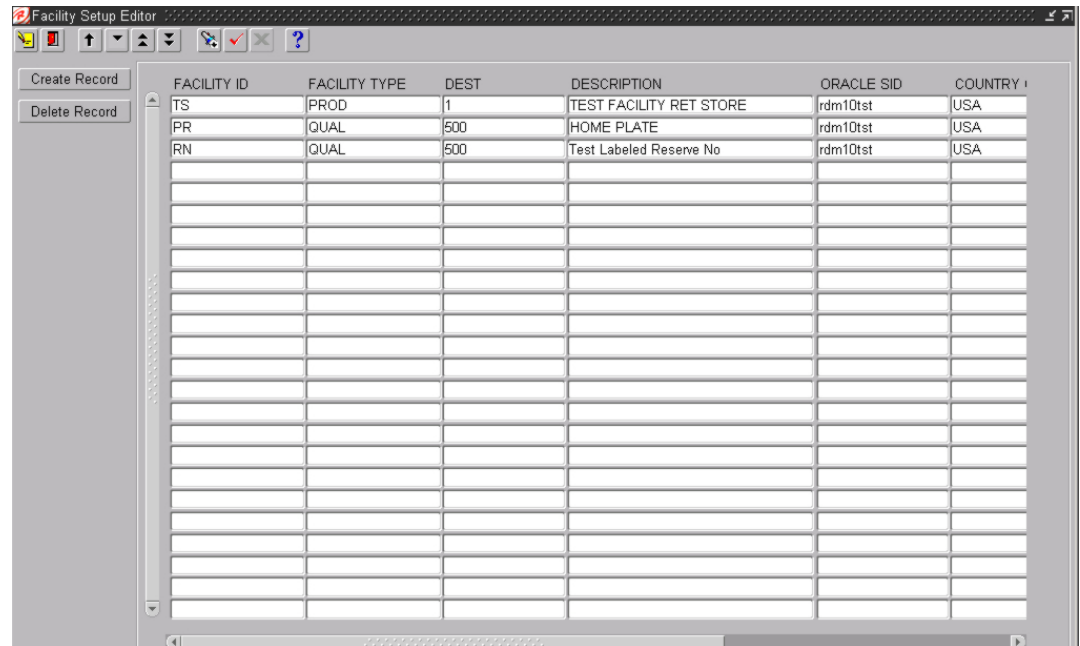 Facility Setup Editor
?
Create Record
Delete Record
FACILITY ID FACILITY TYPE DEST DESCRIPTION ORACLE SID COUNTRY
TS PROD 1 TEST FACILITY RET STORE rdm10tst USA
PR QUAL 500 HOME PLATE rdm10tst USA
RN QUAL 500 Test Labeled Reserve No rdm10tst USA